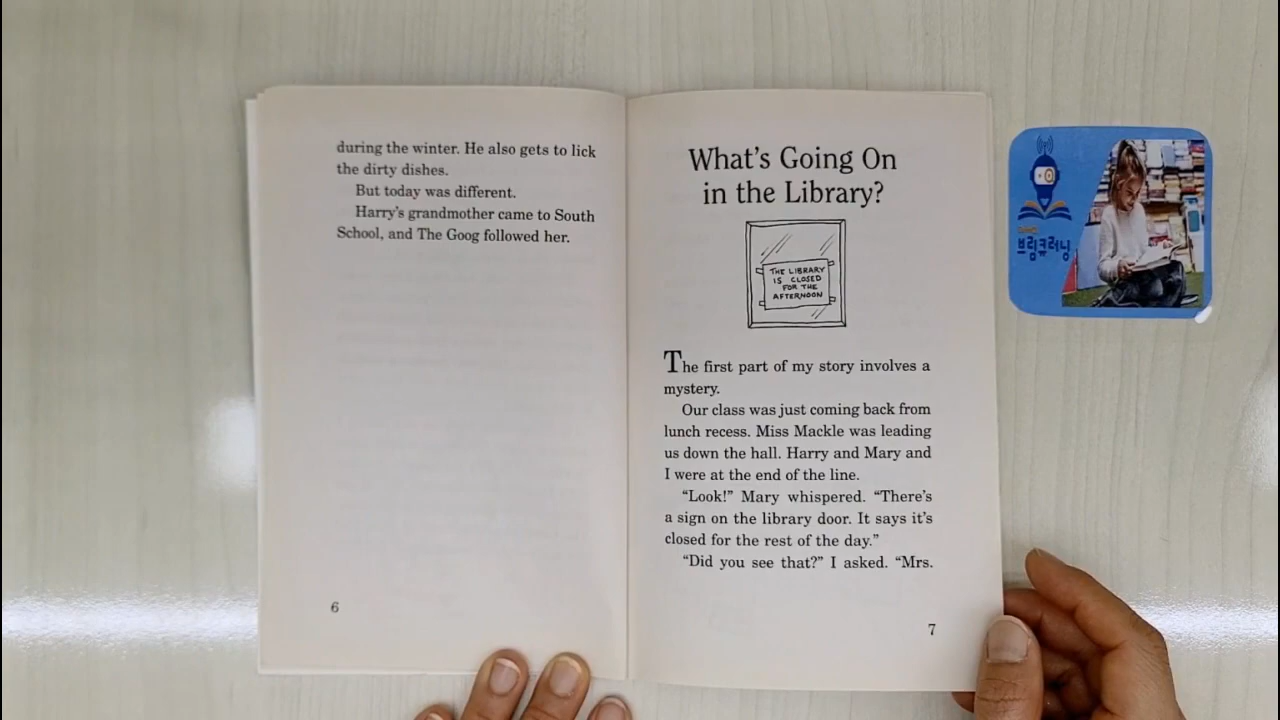 during the winter. He also gets to lick
the dirty dishes.
But today was different.
Harry's grandmother came to South
School, and The Goog followed her.
6
What's Going On
in the Library?
THE LIBRARY
IS CLOSED
FOR THE
AFTERNOON
The first part of my story involves a
mystery.
Our class was just coming back from
lunch recess. Miss Mackle was leading
us down the hall. Harry and Mary and
I were at the end of the line.
“Look!” Mary whispered. “There's
a sign on the library door. It says it's
closed for the rest of the day.”
“Did you see that?” I asked. “Mrs.
7
브림큐러닝